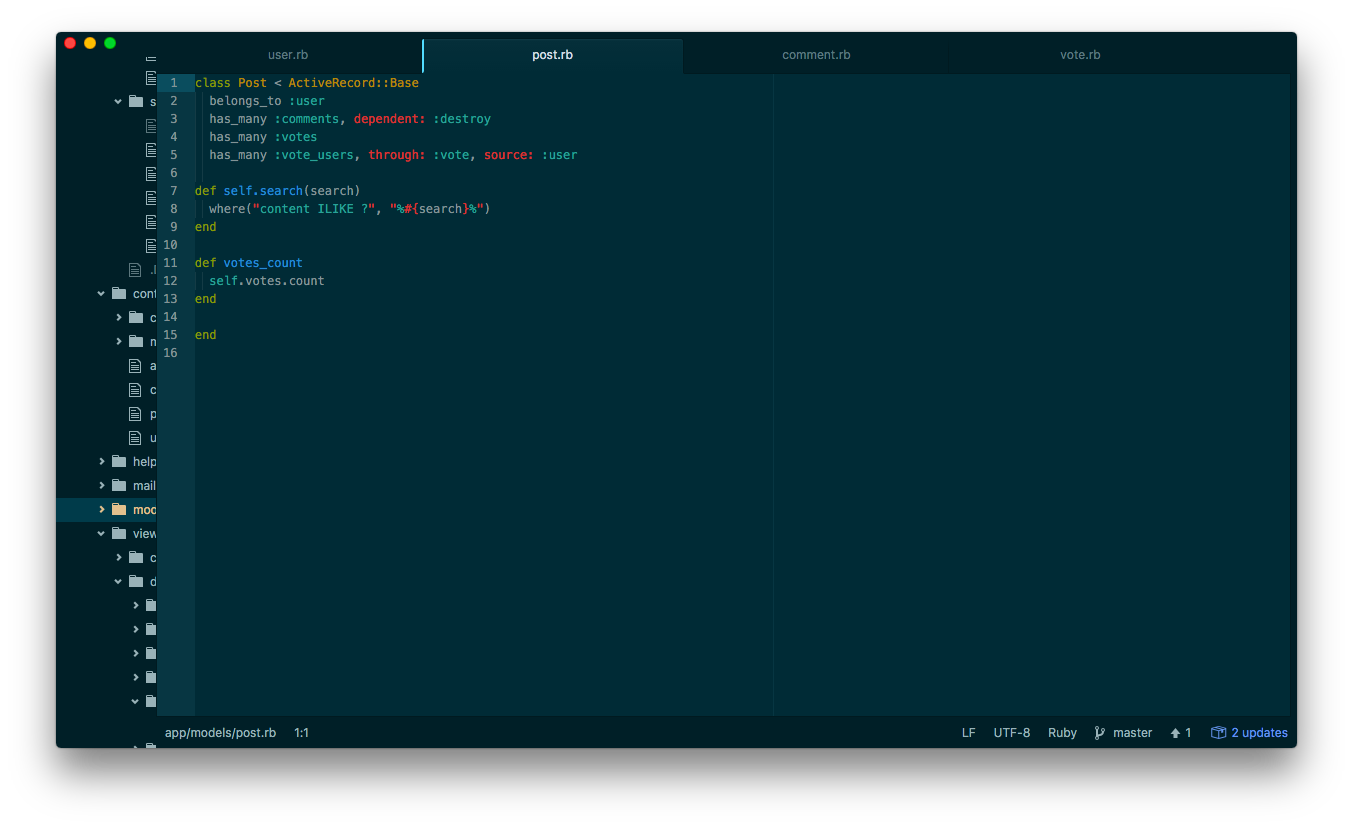 user.rb post.rb comment.rb vote.rb
1 class Post < ActiveRecord::Base
2   belongs_to :user
3   has_many :comments, dependent: :destroy
4   has_many :votes
5   has_many :vote_users, through: :vote, source: :user
6
7 def self.search(search)
8   where("content ILIKE ?", "%#{search}%")
9 end
10
11 def votes_count
12   self.votes.count
13 end
14
15 end
16
s
con
c
m
a
c
p
u
help
mail
mod
view
c
d
app/models/post.rb 1:1 LF UTF-8 Ruby master 1 2 updates